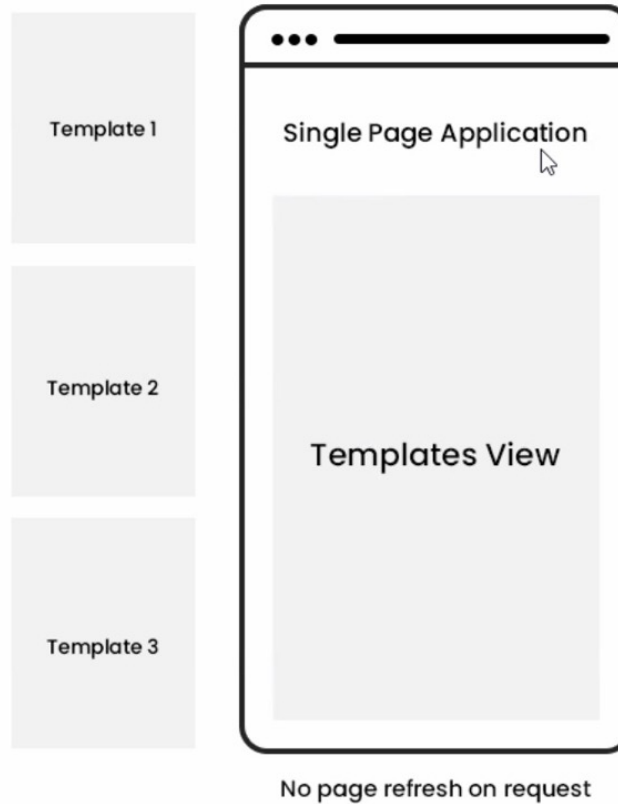 Template 1
Template 2
Template 3
Single Page Application
Templates View
No page refresh on request